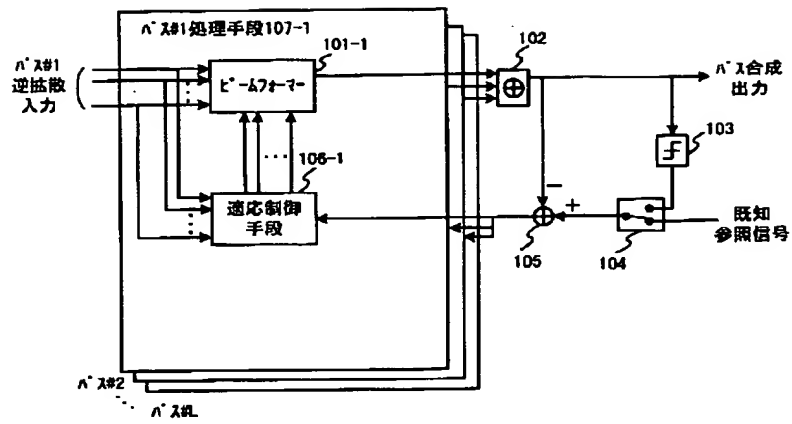 パス#1処理手段107-1
101-1
ビームフォーマー
パス#1
逆拡散
入力
102
パス合成
出力
103
106-1
適応制御
手段
−
+
105
104
既知
参照信号
パス#2
パス#L